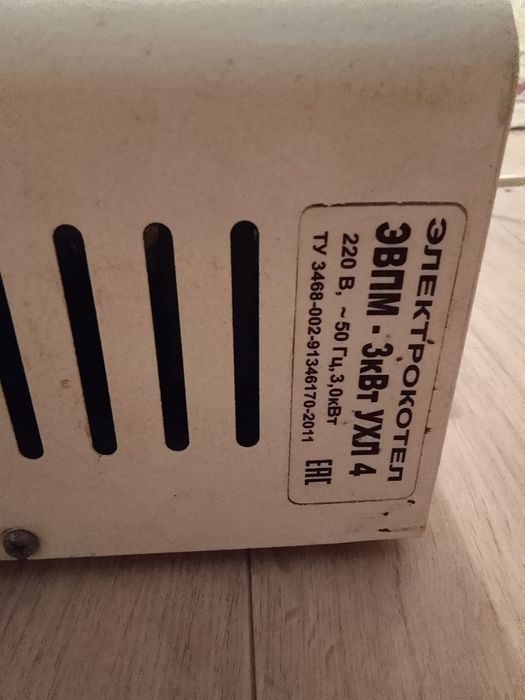 ЭЛЕКТРОКОТЕЛ
ЭВПМ - 3кВт УХЛ 4
220 В, ~ 50 Гц, 3,0кВт
ТУ 3468-002-91346170-2011 ЕАС